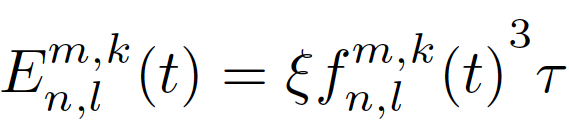 $E_{n,l}^{m,k}(t) = \xi f_{n,l}^{m,k}(t)^3 \tau$